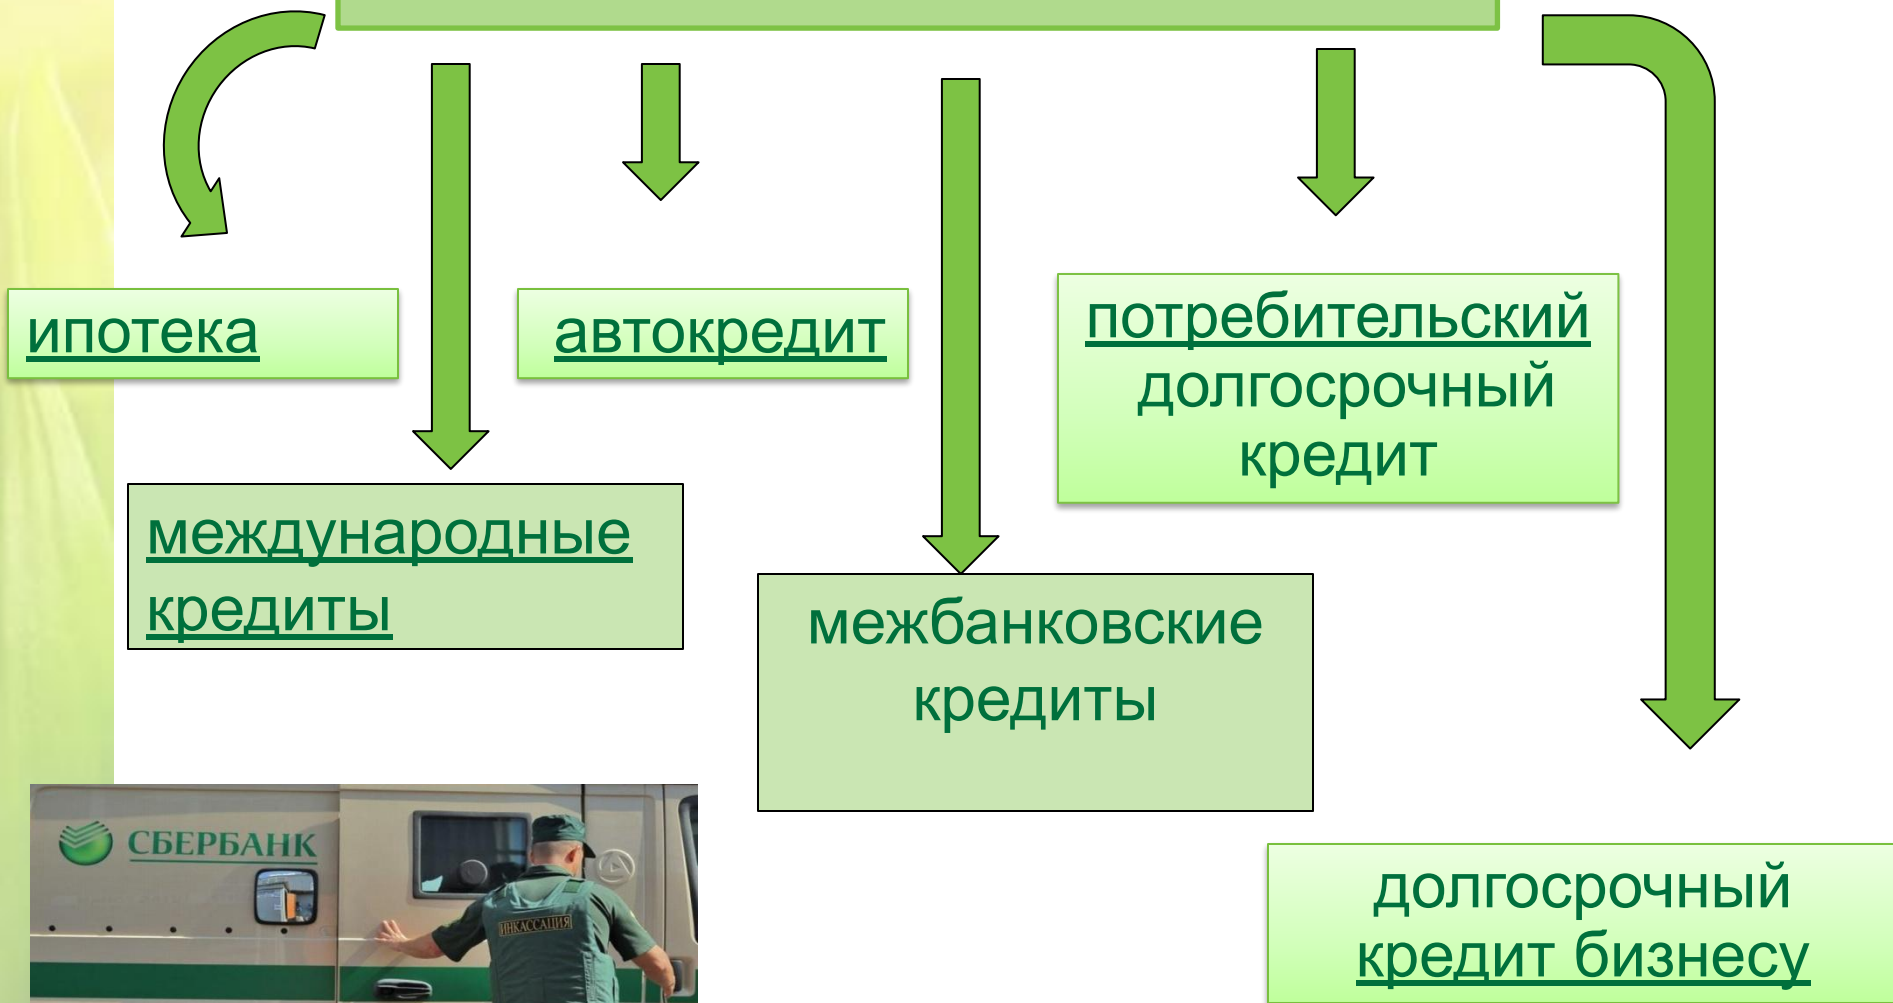 ипотека
автокредит
потребительский
долгосрочный
кредит
международные
кредиты
межбанковские
кредиты
СБЕРБАНК
ИНКАССАЦИЯ
долгосрочный
кредит бизнесу